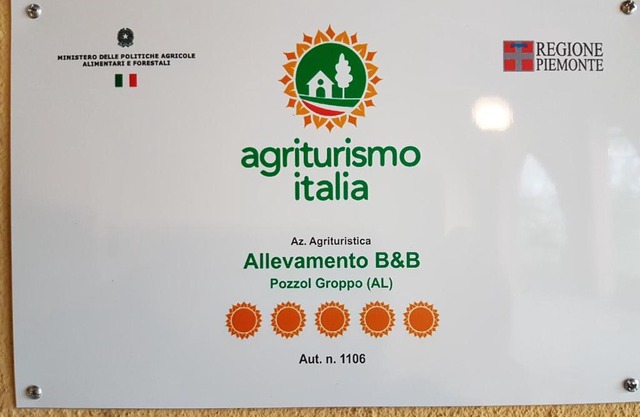 MINISTERO DELLE POLITICHE AGRICOLE
ALIMENTARI E FORESTALI
REGIONE
PIEMONTE
agriturismo
italia
Az. Agrituristica
Allevamento B&B
Pozzol Groppo (AL)
Aut. n. 1106